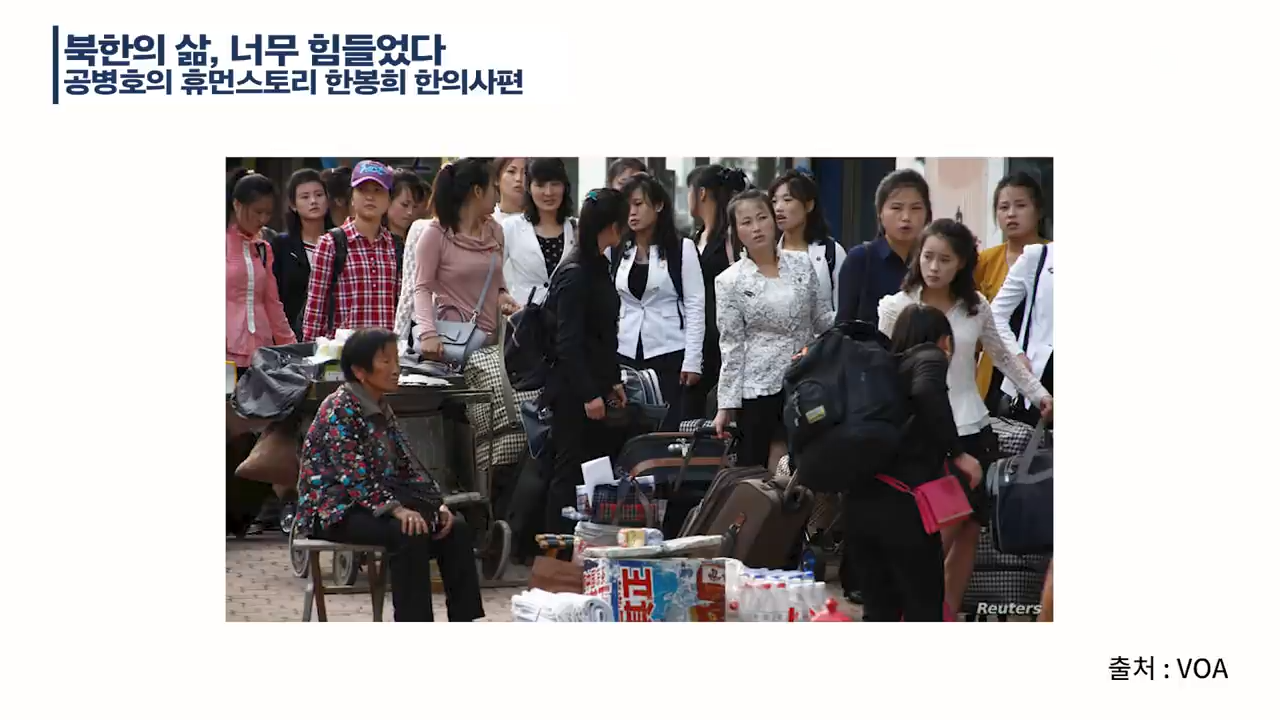 북한의 삶, 너무 힘들었다
공병호의 휴먼스토리 한봉희 한의사편
Reuters
출처 : VOA